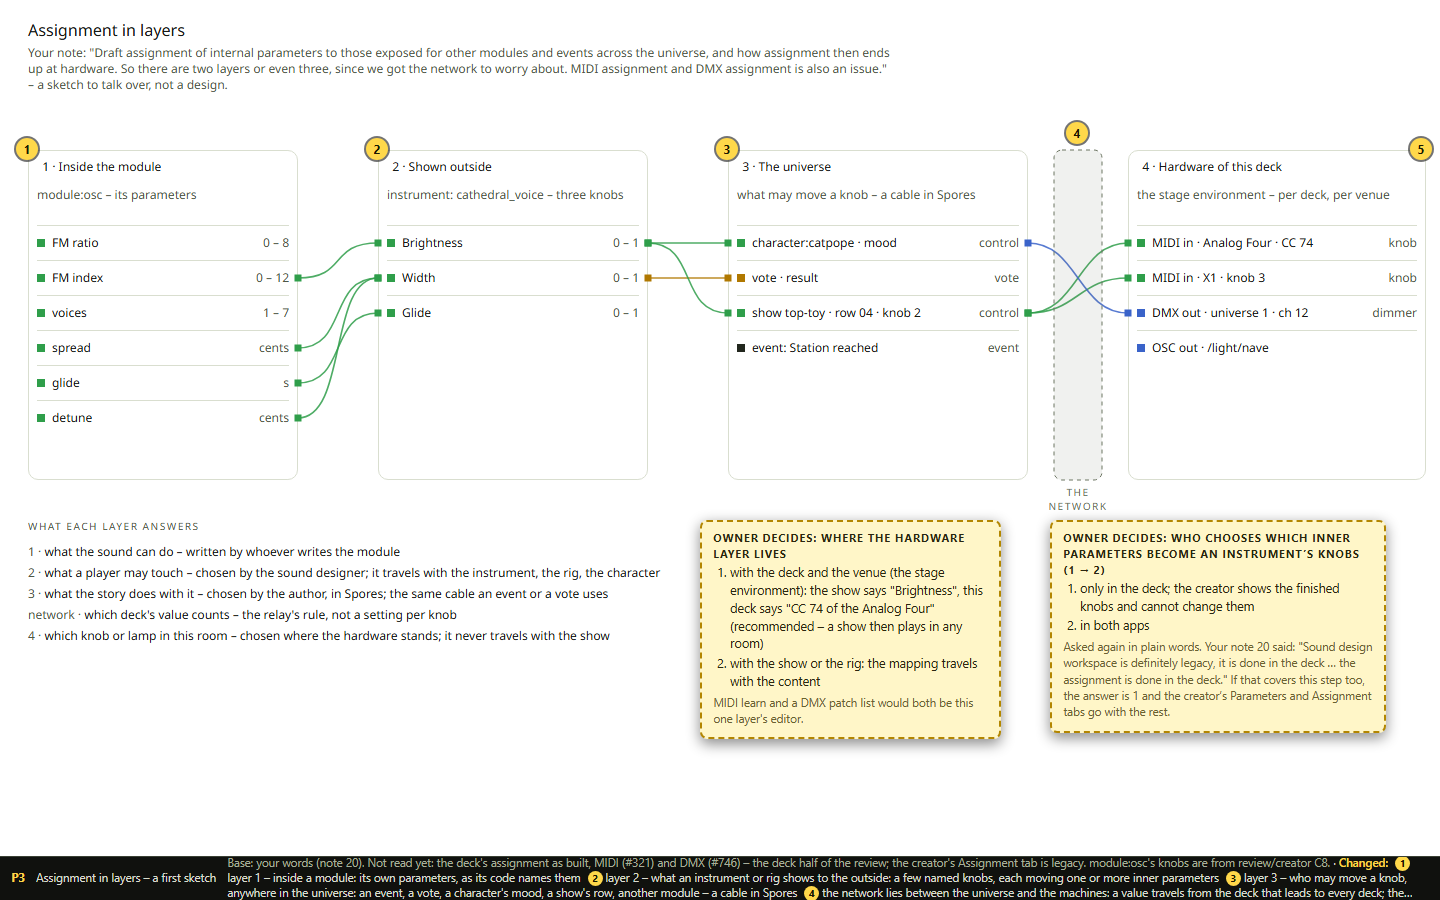 Assignment in layers
Your note: "Draft assignment of internal parameters to those exposed for other modules and events across the universe, and how assignment then ends
up at hardware. So there are two layers or even three, since we got the network to worry about. MIDI assignment and DMX assignment is also an issue."
– a sketch to talk over, not a design.
1
2
3
4
5
1 · Inside the module
module:osc – its parameters
FM ratio 0 – 8
FM index 0 – 12
voices 1 – 7
spread cents
glide s
detune cents
2 · Shown outside
instrument: cathedral_voice – three knobs
Brightness 0 – 1
Width 0 – 1
Glide 0 – 1
3 · The universe
what may move a knob – a cable in Spores
character:catpope · mood control
vote · result vote
show top-toy · row 04 · knob 2 control
event: Station reached event
THE
NETWORK
4 · Hardware of this deck
the stage environment – per deck, per venue
MIDI in · Analog Four · CC 74 knob
MIDI in · X1 · knob 3 knob
DMX out · universe 1 · ch 12 dimmer
OSC out · /light/nave
WHAT EACH LAYER ANSWERS
1 · what the sound can do – written by whoever writes the module
2 · what a player may touch – chosen by the sound designer; it travels with the instrument, the rig, the character
3 · what the story does with it – chosen by the author, in Spores; the same cable an event or a vote uses
network · which deck's value counts – the relay's rule, not a setting per knob
4 · which knob or lamp in this room – chosen where the hardware stands; it never travels with the show
OWNER DECIDES: WHERE THE HARDWARE
LAYER LIVES
1. with the deck and the venue (the stage
environment): the show says "Brightness", this
deck says "CC 74 of the Analog Four"
(recommended – a show then plays in any
room)
2. with the show or the rig: the mapping travels
with the content
MIDI learn and a DMX patch list would both be this
one layer's editor.
OWNER DECIDES: WHO CHOOSES WHICH INNER
PARAMETERS BECOME AN INSTRUMENT'S KNOBS
(1 → 2)
1. only in the deck; the creator shows the finished
knobs and cannot change them
2. in both apps
Asked again in plain words. Your note 20 said: "Sound design
workspace is definitely legacy, it is done in the deck ... the
assignment is done in the deck." If that covers this step too,
the answer is 1 and the creator's Parameters and Assignment
tabs go with the rest.
P3 Assignment in layers – a first sketch
Base: your words (note 20). Not read yet: the deck's assignment as built, MIDI (#321) and DMX (#746) – the deck half of the review; the creator's Assignment tab is legacy. module:osc's knobs are from review/creator C8. · Changed: 1
layer 1 – inside a module: its own parameters, as its code names them 2 layer 2 – what an instrument or rig shows to the outside: a few named knobs, each moving one or more inner parameters 3 layer 3 – who may move a knob,
anywhere in the universe: an event, a vote, a character's mood, a show's row, another module – a cable in Spores 4 the network lies between the universe and the machines: a value travels from the deck that leads to every deck; the...